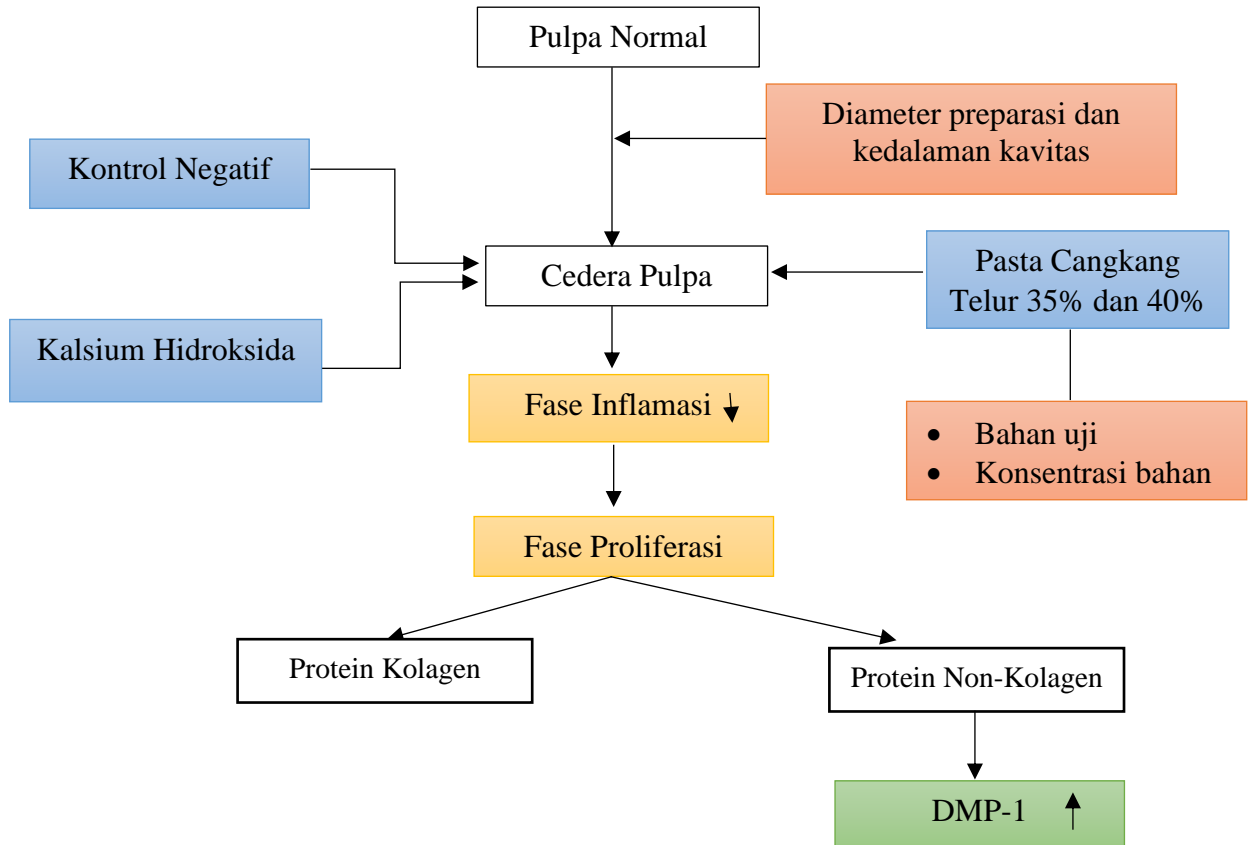 Pulpa Normal
Diameter preparasi dan
kedalaman kavitas
Kontrol Negatif
Cedera Pulpa
Pasta Cangkang
Telur 35% dan 40%
Kalsium Hidroksida
Fase Inflamasi
• Bahan uji
• Konsentrasi bahan
Fase Proliferasi
Protein Kolagen
Protein Non-Kolagen
DMP-1